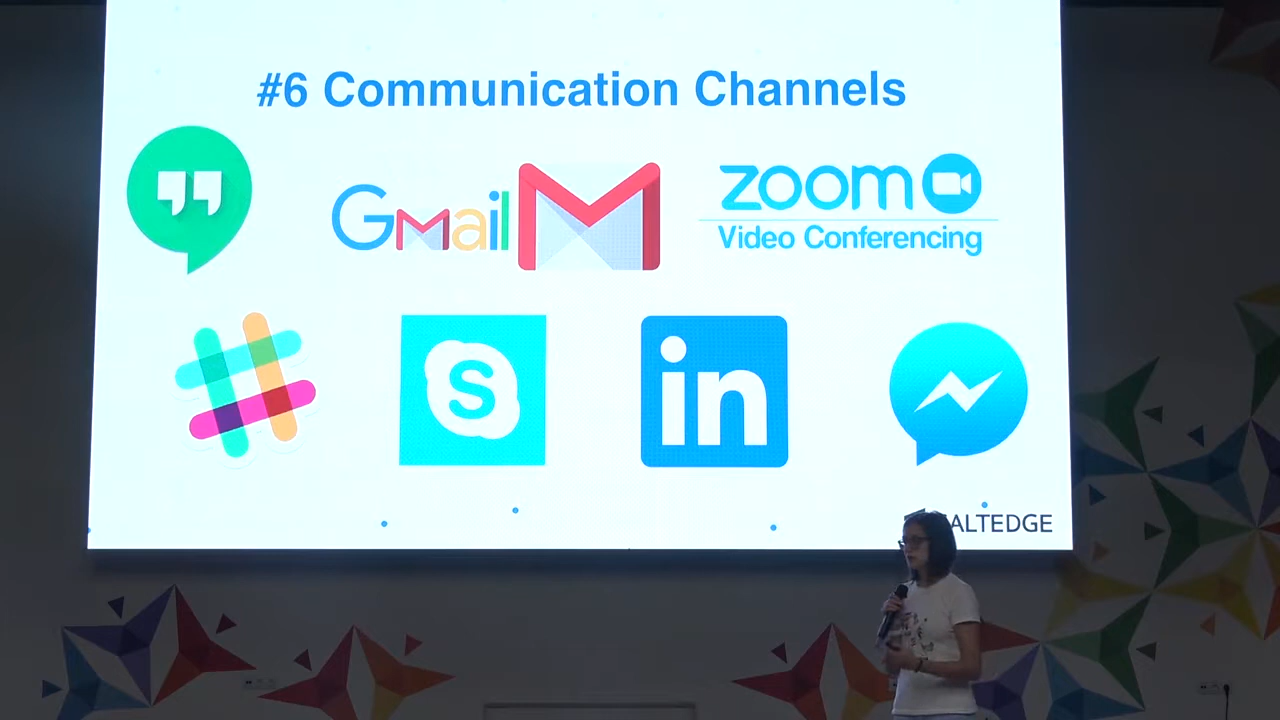 #6 Communication Channels
Gmail
zoom
Video Conferencing
S
in
ALTEDGE